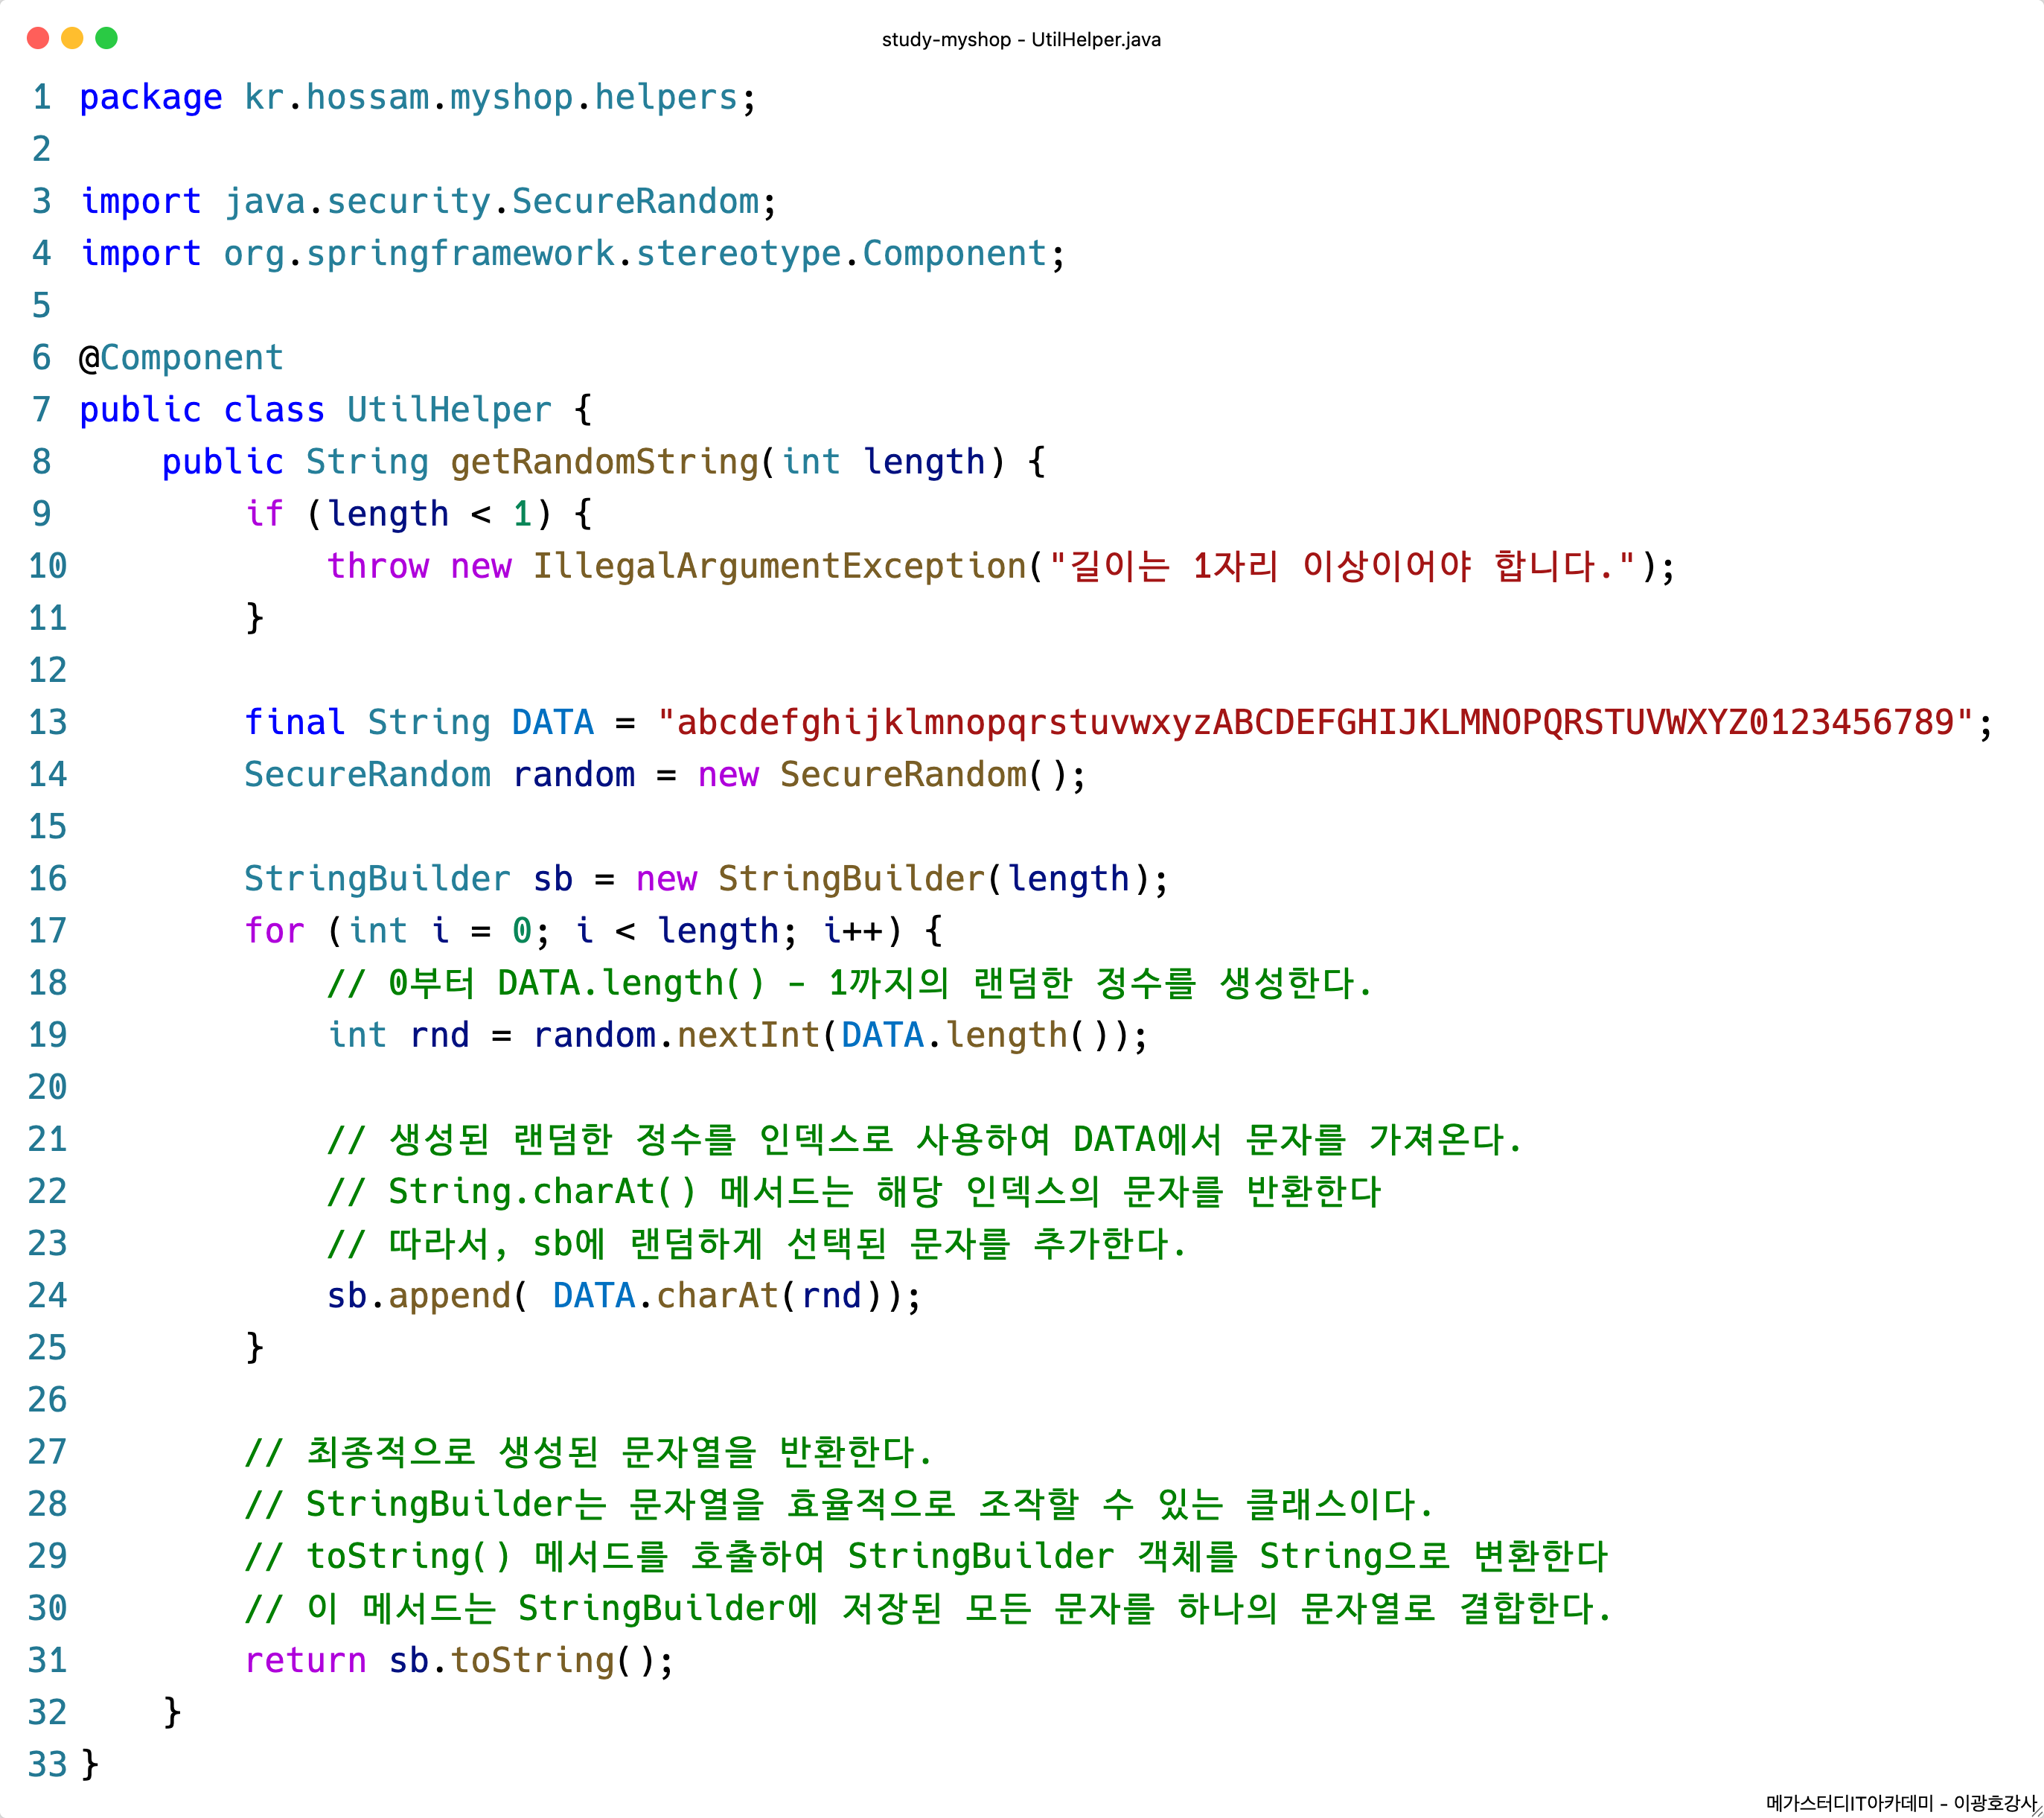 study-myshop - UtilHelper.java
1 package kr.hossam.myshop.helpers;
2
3 import java.security.SecureRandom;
4 import org.springframework.stereotype.Component;
5
6 @Component
7 public class UtilHelper {
8     public String getRandomString(int length) {
9         if (length < 1) {
10             throw new IllegalArgumentException("길이는 1자리 이상이어야 합니다.");
11         }
12
13         final String DATA = "abcdefghijklmnopqrstuvwxyzABCDEFGHIJKLMNOPQRSTUVWXYZ0123456789";
14         SecureRandom random = new SecureRandom();
15
16         StringBuilder sb = new StringBuilder(length);
17         for (int i = 0; i < length; i++) {
18             // 0부터 DATA.length() - 1까지의 랜덤한 정수를 생성한다.
19             int rnd = random.nextInt(DATA.length());
20
21             // 생성된 랜덤한 정수를 인덱스로 사용하여 DATA에서 문자를 가져온다.
22             // String.charAt() 메서드는 해당 인덱스의 문자를 반환한다
23             // 따라서, sb에 랜덤하게 선택된 문자를 추가한다.
24             sb.append( DATA.charAt(rnd));
25         }
26
27         // 최종적으로 생성된 문자열을 반환한다.
28         // StringBuilder는 문자열을 효율적으로 조작할 수 있는 클래스이다.
29         // toString() 메서드를 호출하여 StringBuilder 객체를 String으로 변환한다
30         // 이 메서드는 StringBuilder에 저장된 모든 문자를 하나의 문자열로 결합한다.
31         return sb.toString();
32     }
33 }
메가스터디IT아카데미 - 이광호강사